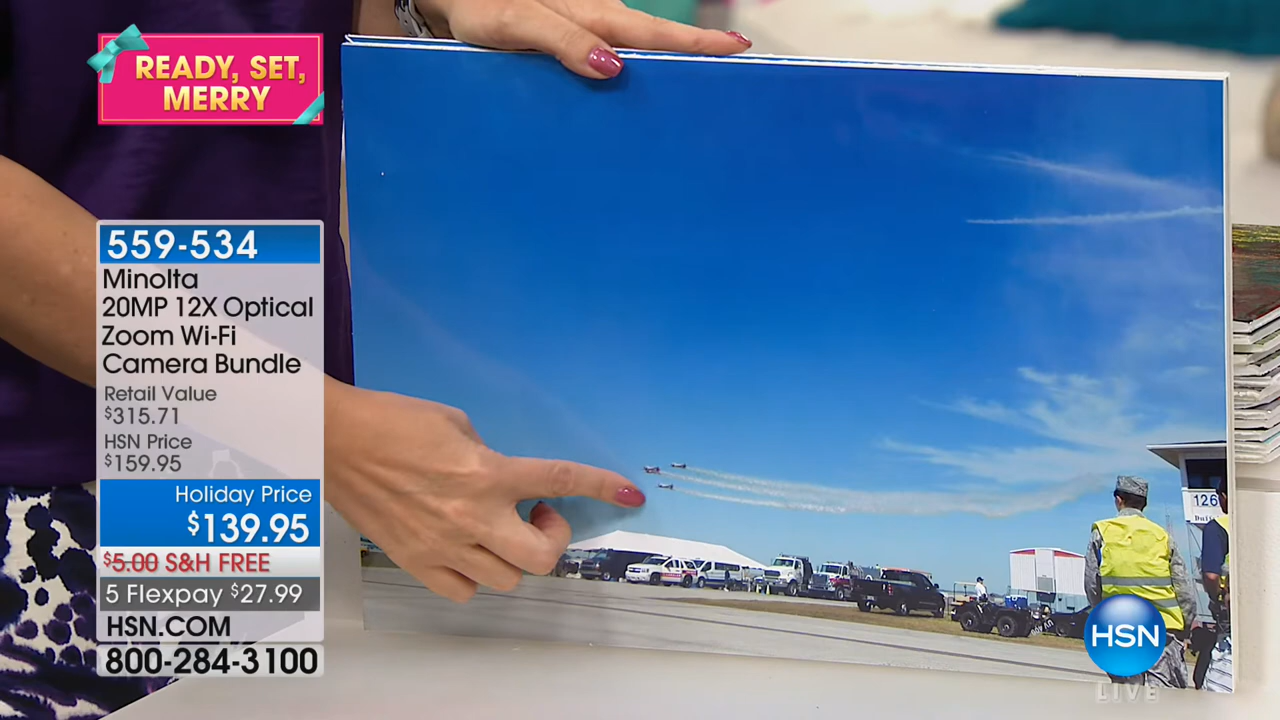 READY, SET,
MERRY
559-534
Minolta
20MP 12X Optical
Zoom Wi-Fi
Camera Bundle
Retail Value
$315.71
HSN Price
$159.95
Holiday Price
$139.95
$5.00 S&H FREE
5 Flexpay $27.99
HSN.COM
800-284-3100
126
HSN
LIVE